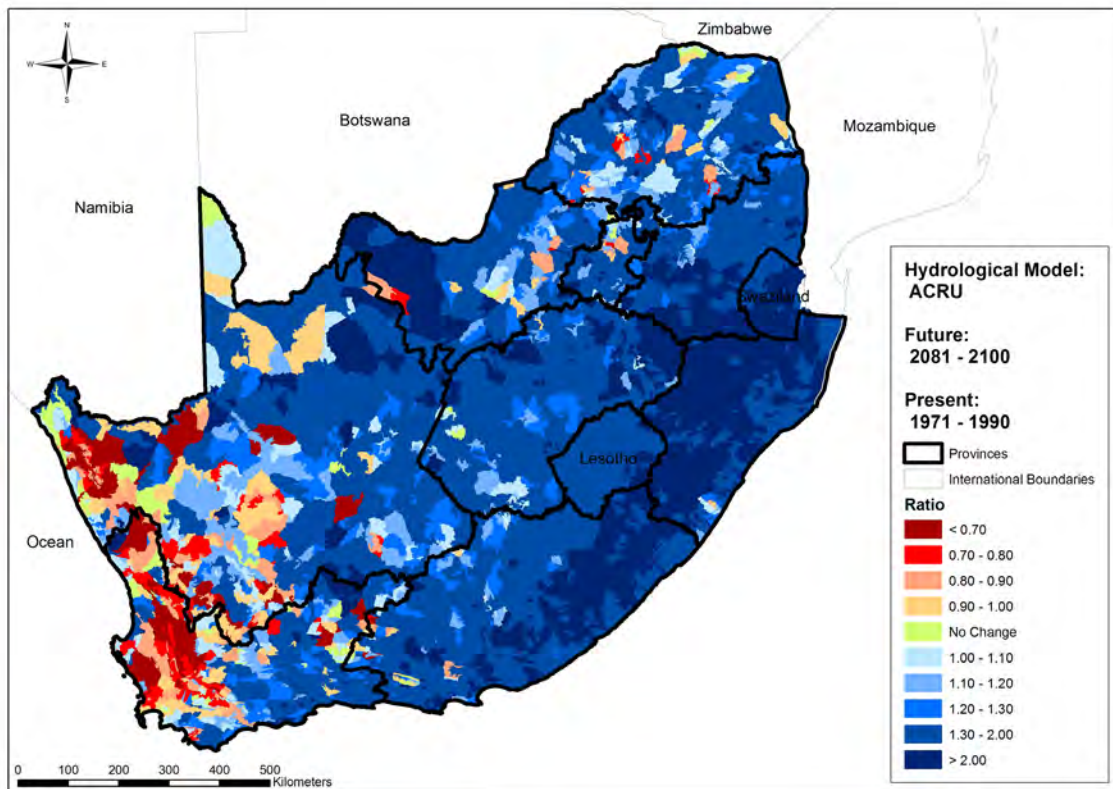 N
W
E
S
Zimbabwe
Botswana
Mozambique
Namibia
Swaziland
Lesotho
Ocean
0 100 200 300 400 500
Kilometers
Hydrological Model:
ACRU
Future:
2081 - 2100
Present:
1971 - 1990
Provinces
International Boundaries
Ratio
< 0.70
0.70 - 0.80
0.80 - 0.90
0.90 - 1.00
No Change
1.00 - 1.10
1.10 - 1.20
1.20 - 1.30
1.30 - 2.00
> 2.00